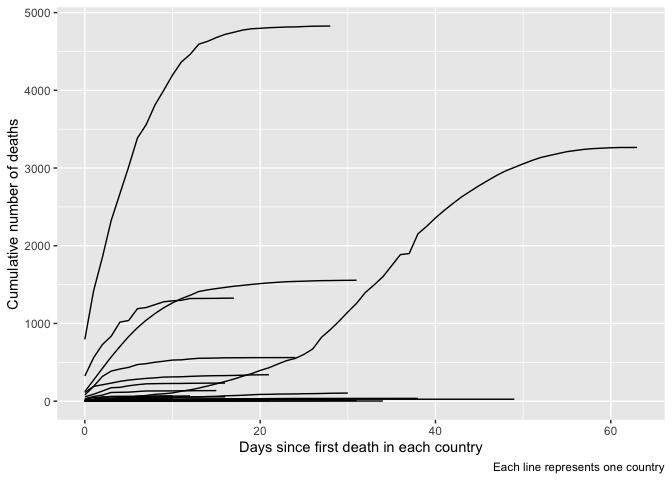 5000
4000
3000
2000
1000
0
Cumulative number of deaths
0 20 40 60
Days since first death in each country
Each line represents one country